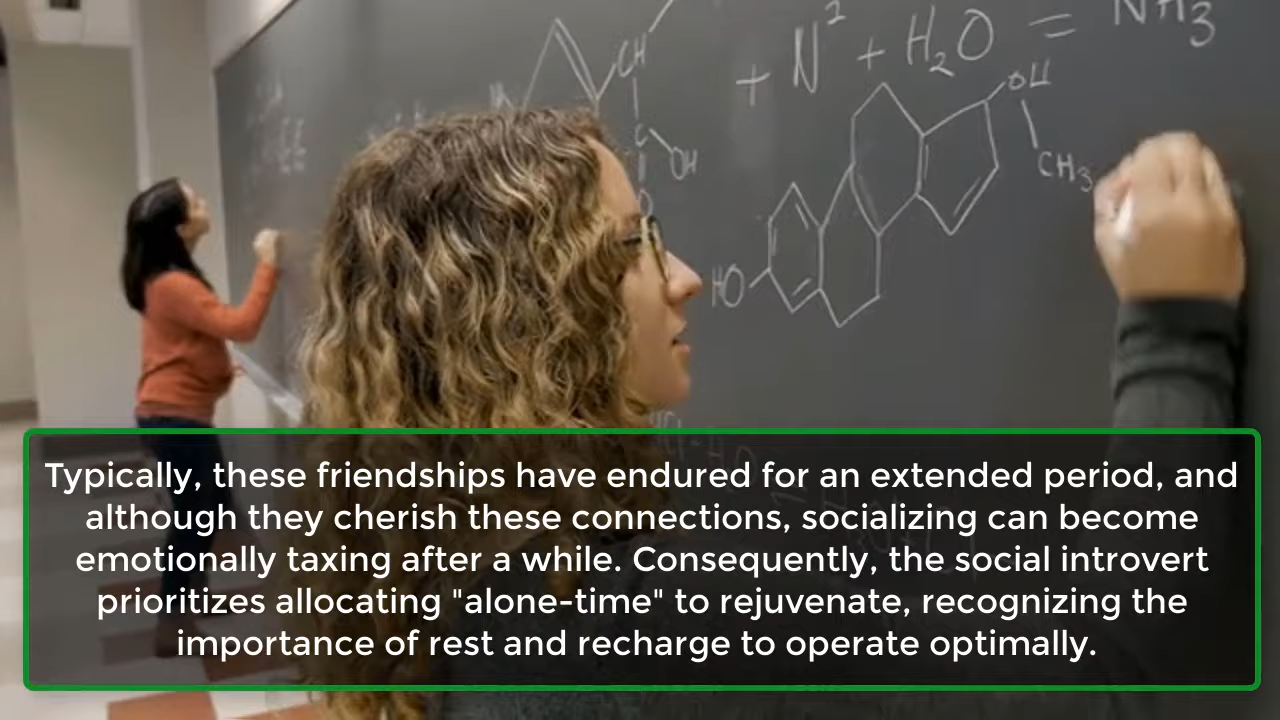 + N² + H₂O = NH₃
CH
OH
C
OH
CH₃
HO
Typically, these friendships have endured for an extended period, and
although they cherish these connections, socializing can become
emotionally taxing after a while. Consequently, the social introvert
prioritizes allocating "alone-time" to rejuvenate, recognizing the
importance of rest and recharge to operate optimally.